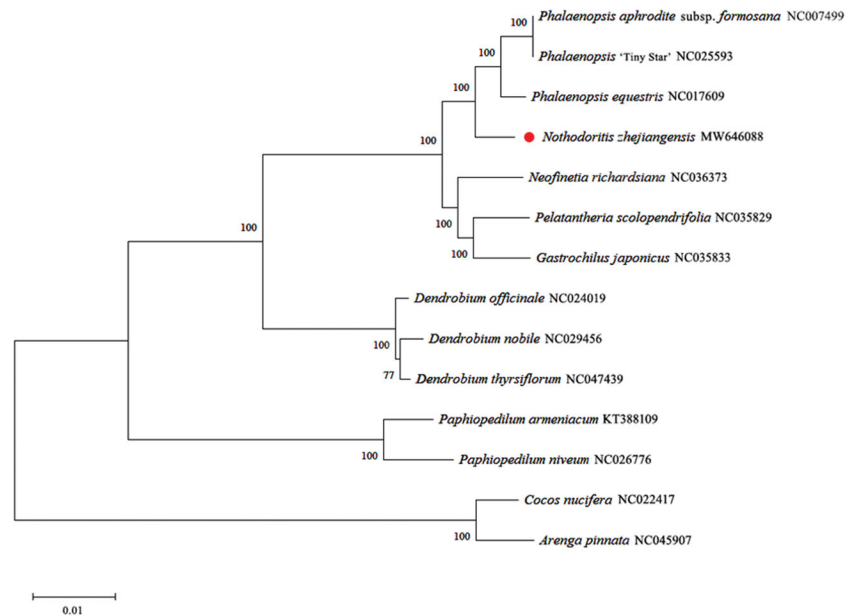 100
Phalaenopsis aphrodite subsp. formosana NC007499
100
Phalaenopsis ‘Tiny Star’ NC025593
100
Phalaenopsis equestris NC017609
100
Nothodoritis zhejiangensis MW646088
Neofinetia richardsiana NC036373
100
Pelatantheria scolopendrifolia NC035829
100
100
Gastrochilus japonicus NC035833
Dendrobium officinale NC024019
100
Dendrobium nobile NC029456
77
Dendrobium thyrsiflorum NC047439
Paphiopedilum armeniacum KT388109
100
Paphiopedilum niveum NC026776
Cocos nucifera NC022417
100
Arenga pinnata NC045907
0.01